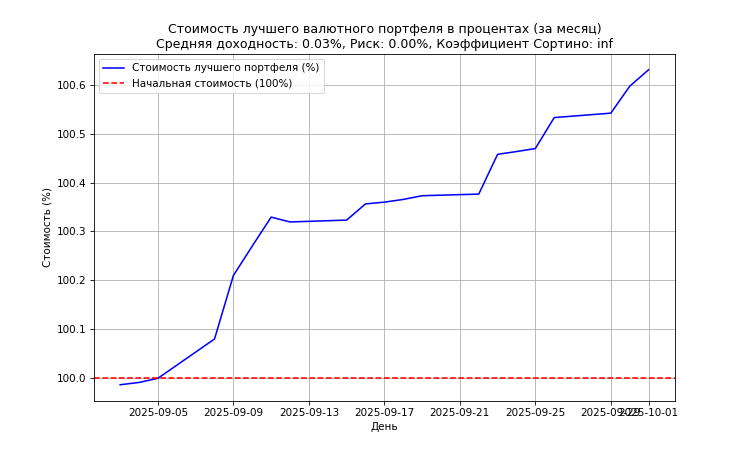 Стоимость лучшего валютного портфеля в процентах (за месяц)
Средняя доходность: 0.03%, Риск: 0.00%, Коэффициент Сортино: inf
Стоимость лучшего портфеля (%)
Начальная стоимость (100%)
Стоимость (%)
100.6
100.5
100.4
100.3
100.2
100.1
100.0
2025-09-05
2025-09-09
2025-09-13
2025-09-17
2025-09-21
2025-09-25
2025-09-29
2025-10-01
День